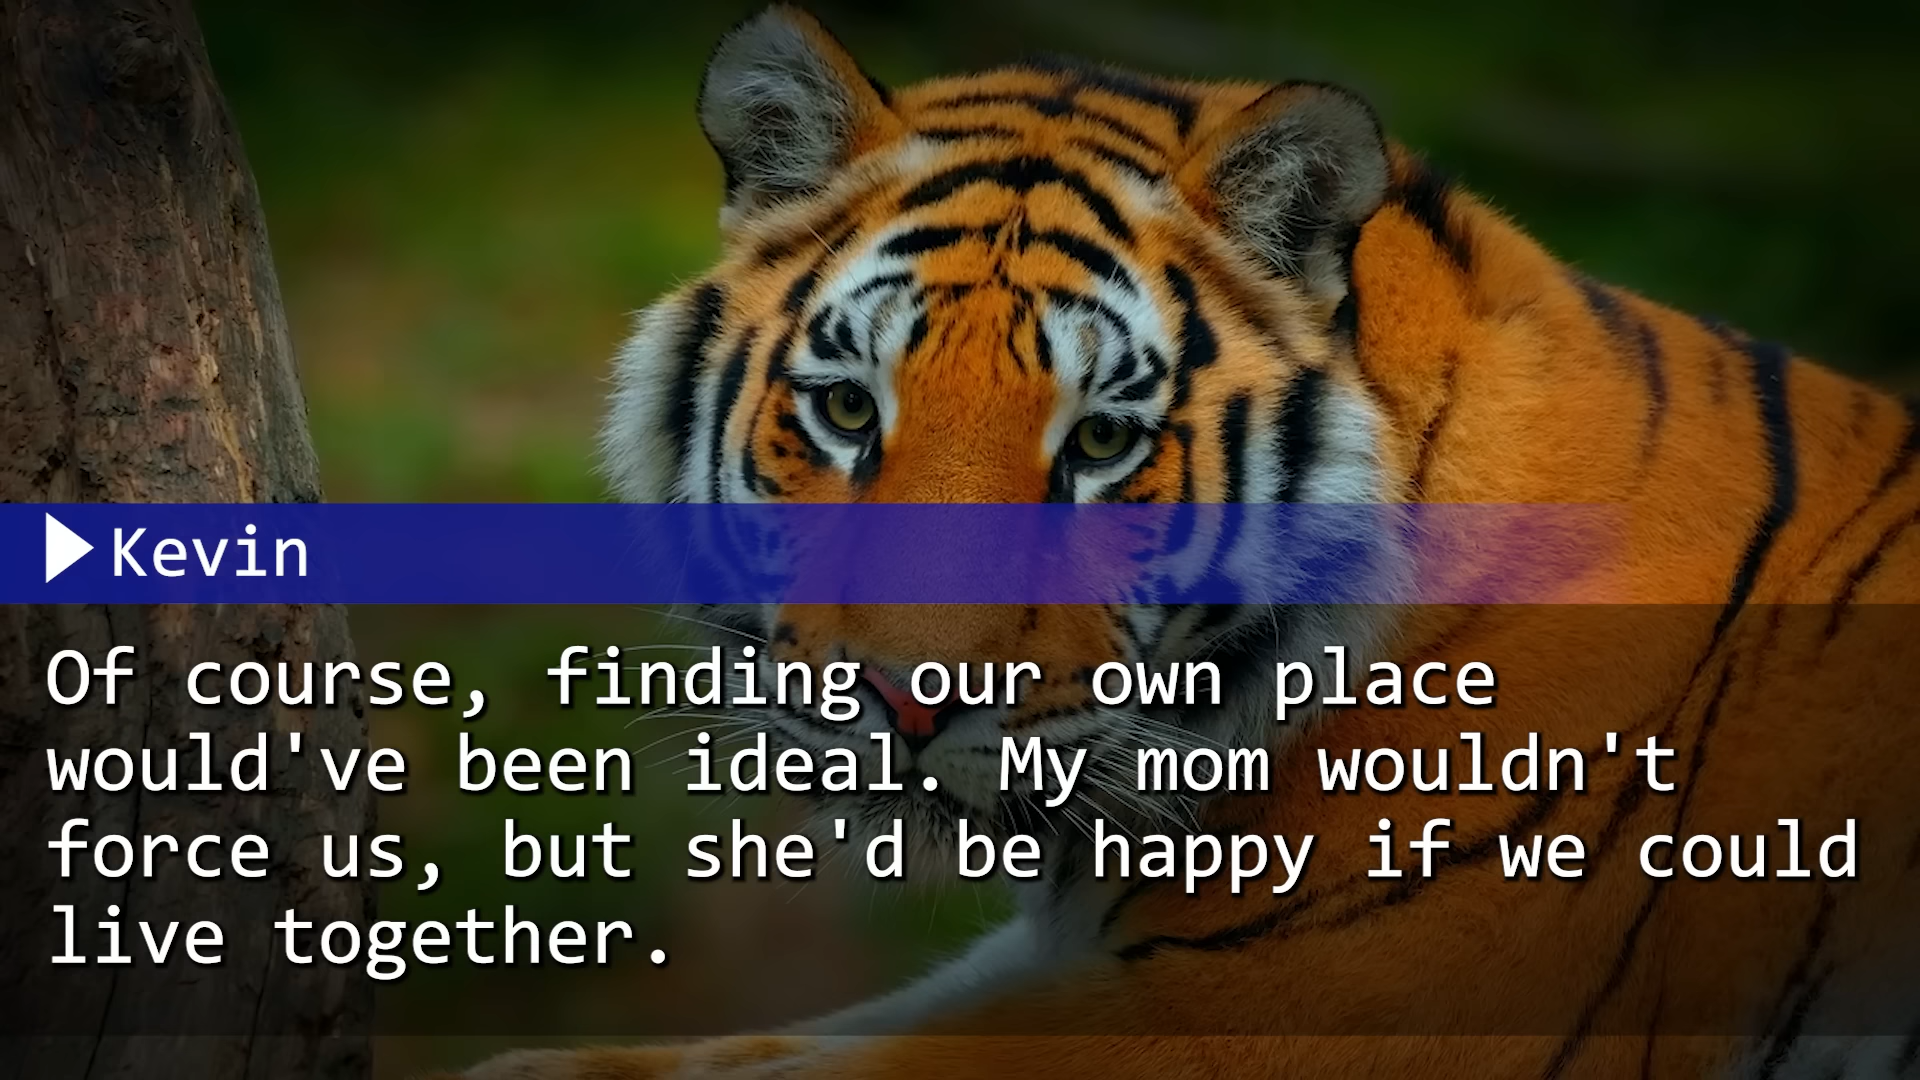 Kevin
Of course, finding our own place
would've been ideal. My mom wouldn't
force us, but she'd be happy if we could
live together.